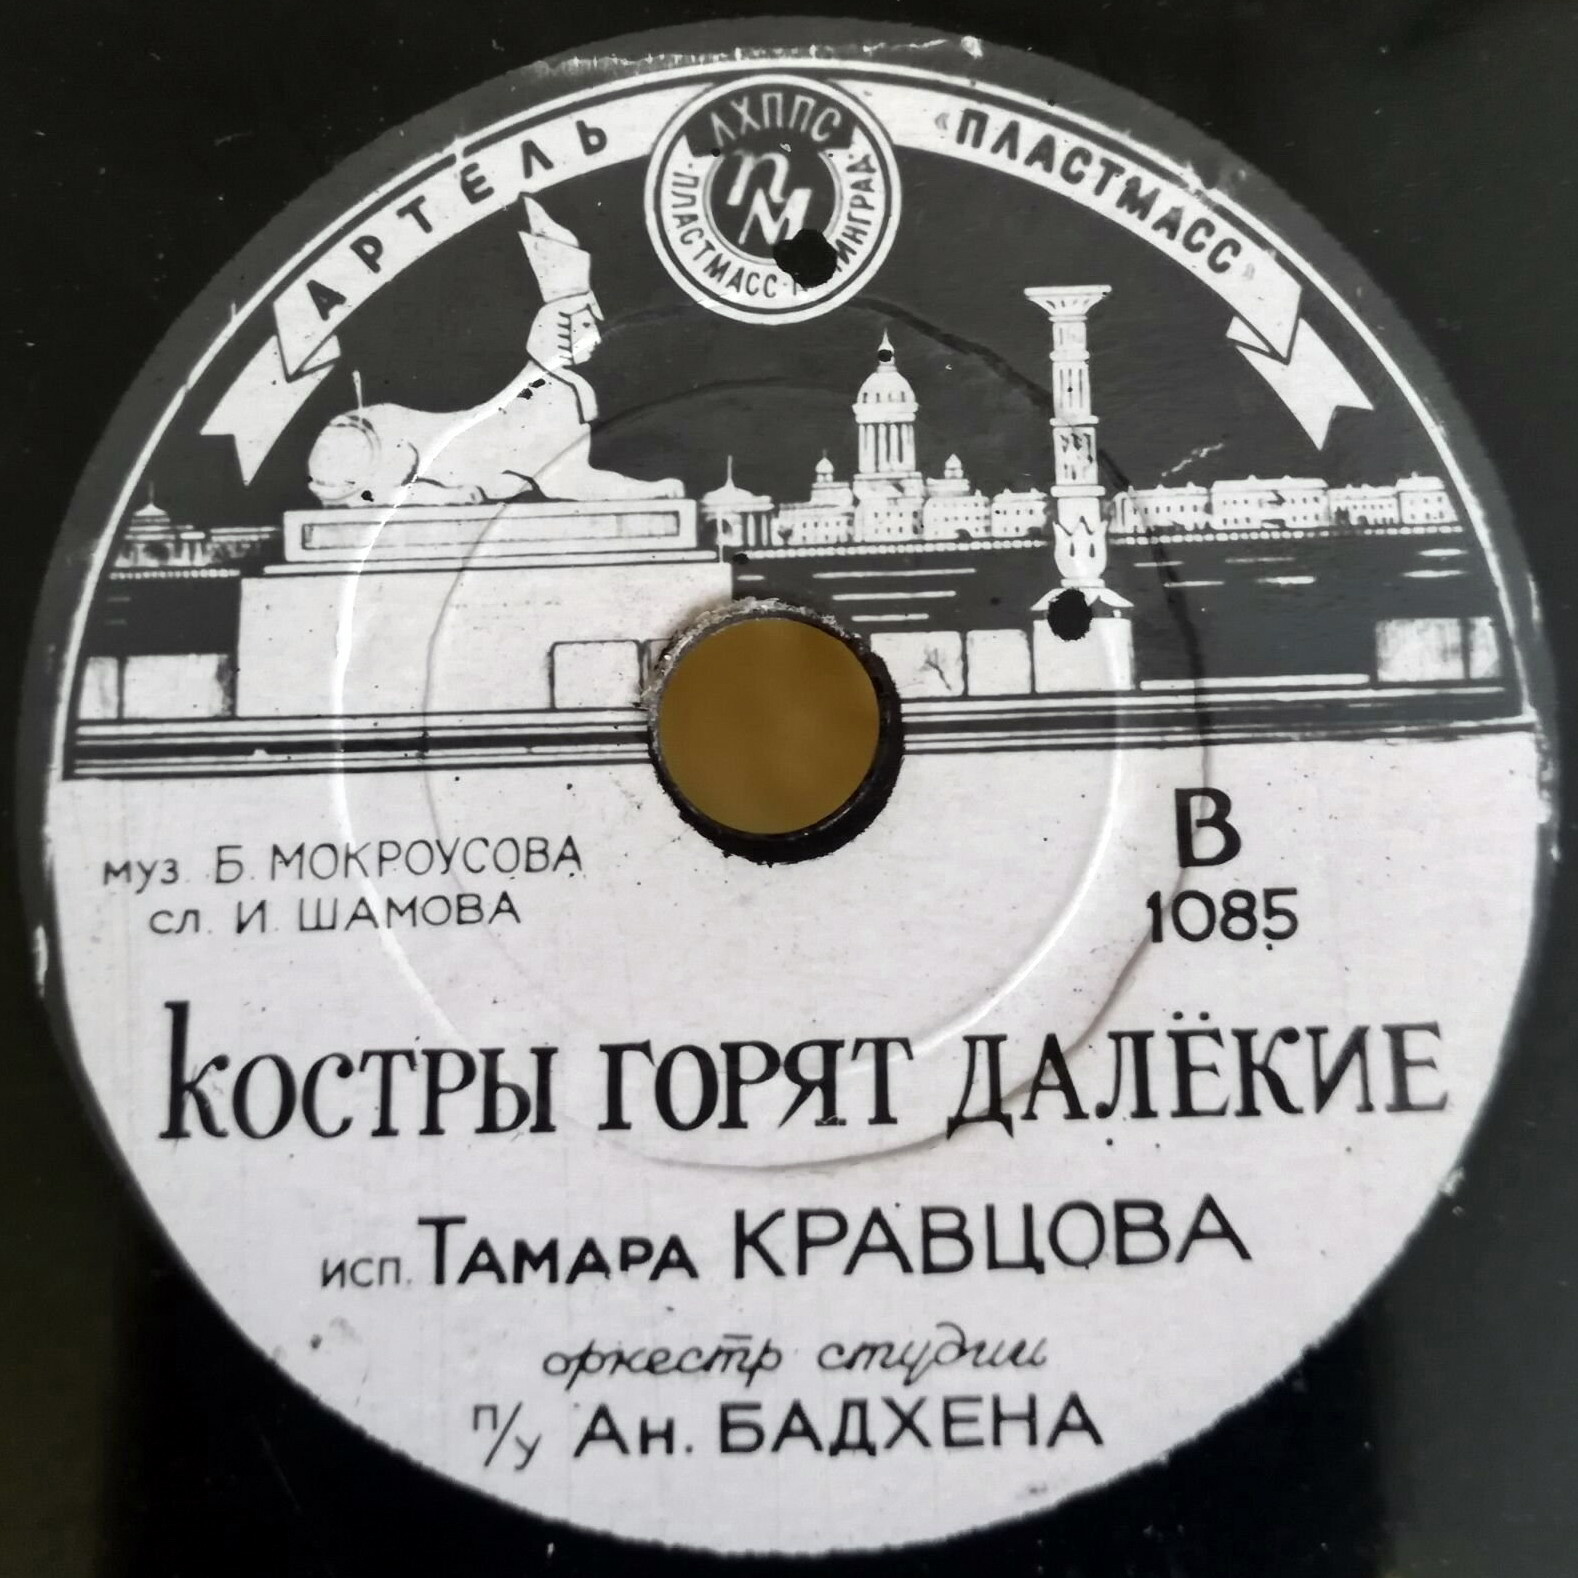 АРТЕЛЬ «ПЛАСТМАСС»
ЛХППС
ПМ
ПЛАСТМАСС
муз. Б. МОКРОУСОВА
сл. И. ШАМОВА
В
1085
КОСТРЫ ГОРЯТ ДАЛЁКИЕ
исп. ТАМАРА КРАВЦОВА
оркестр студии
п/у Ан. БАДХЕНА